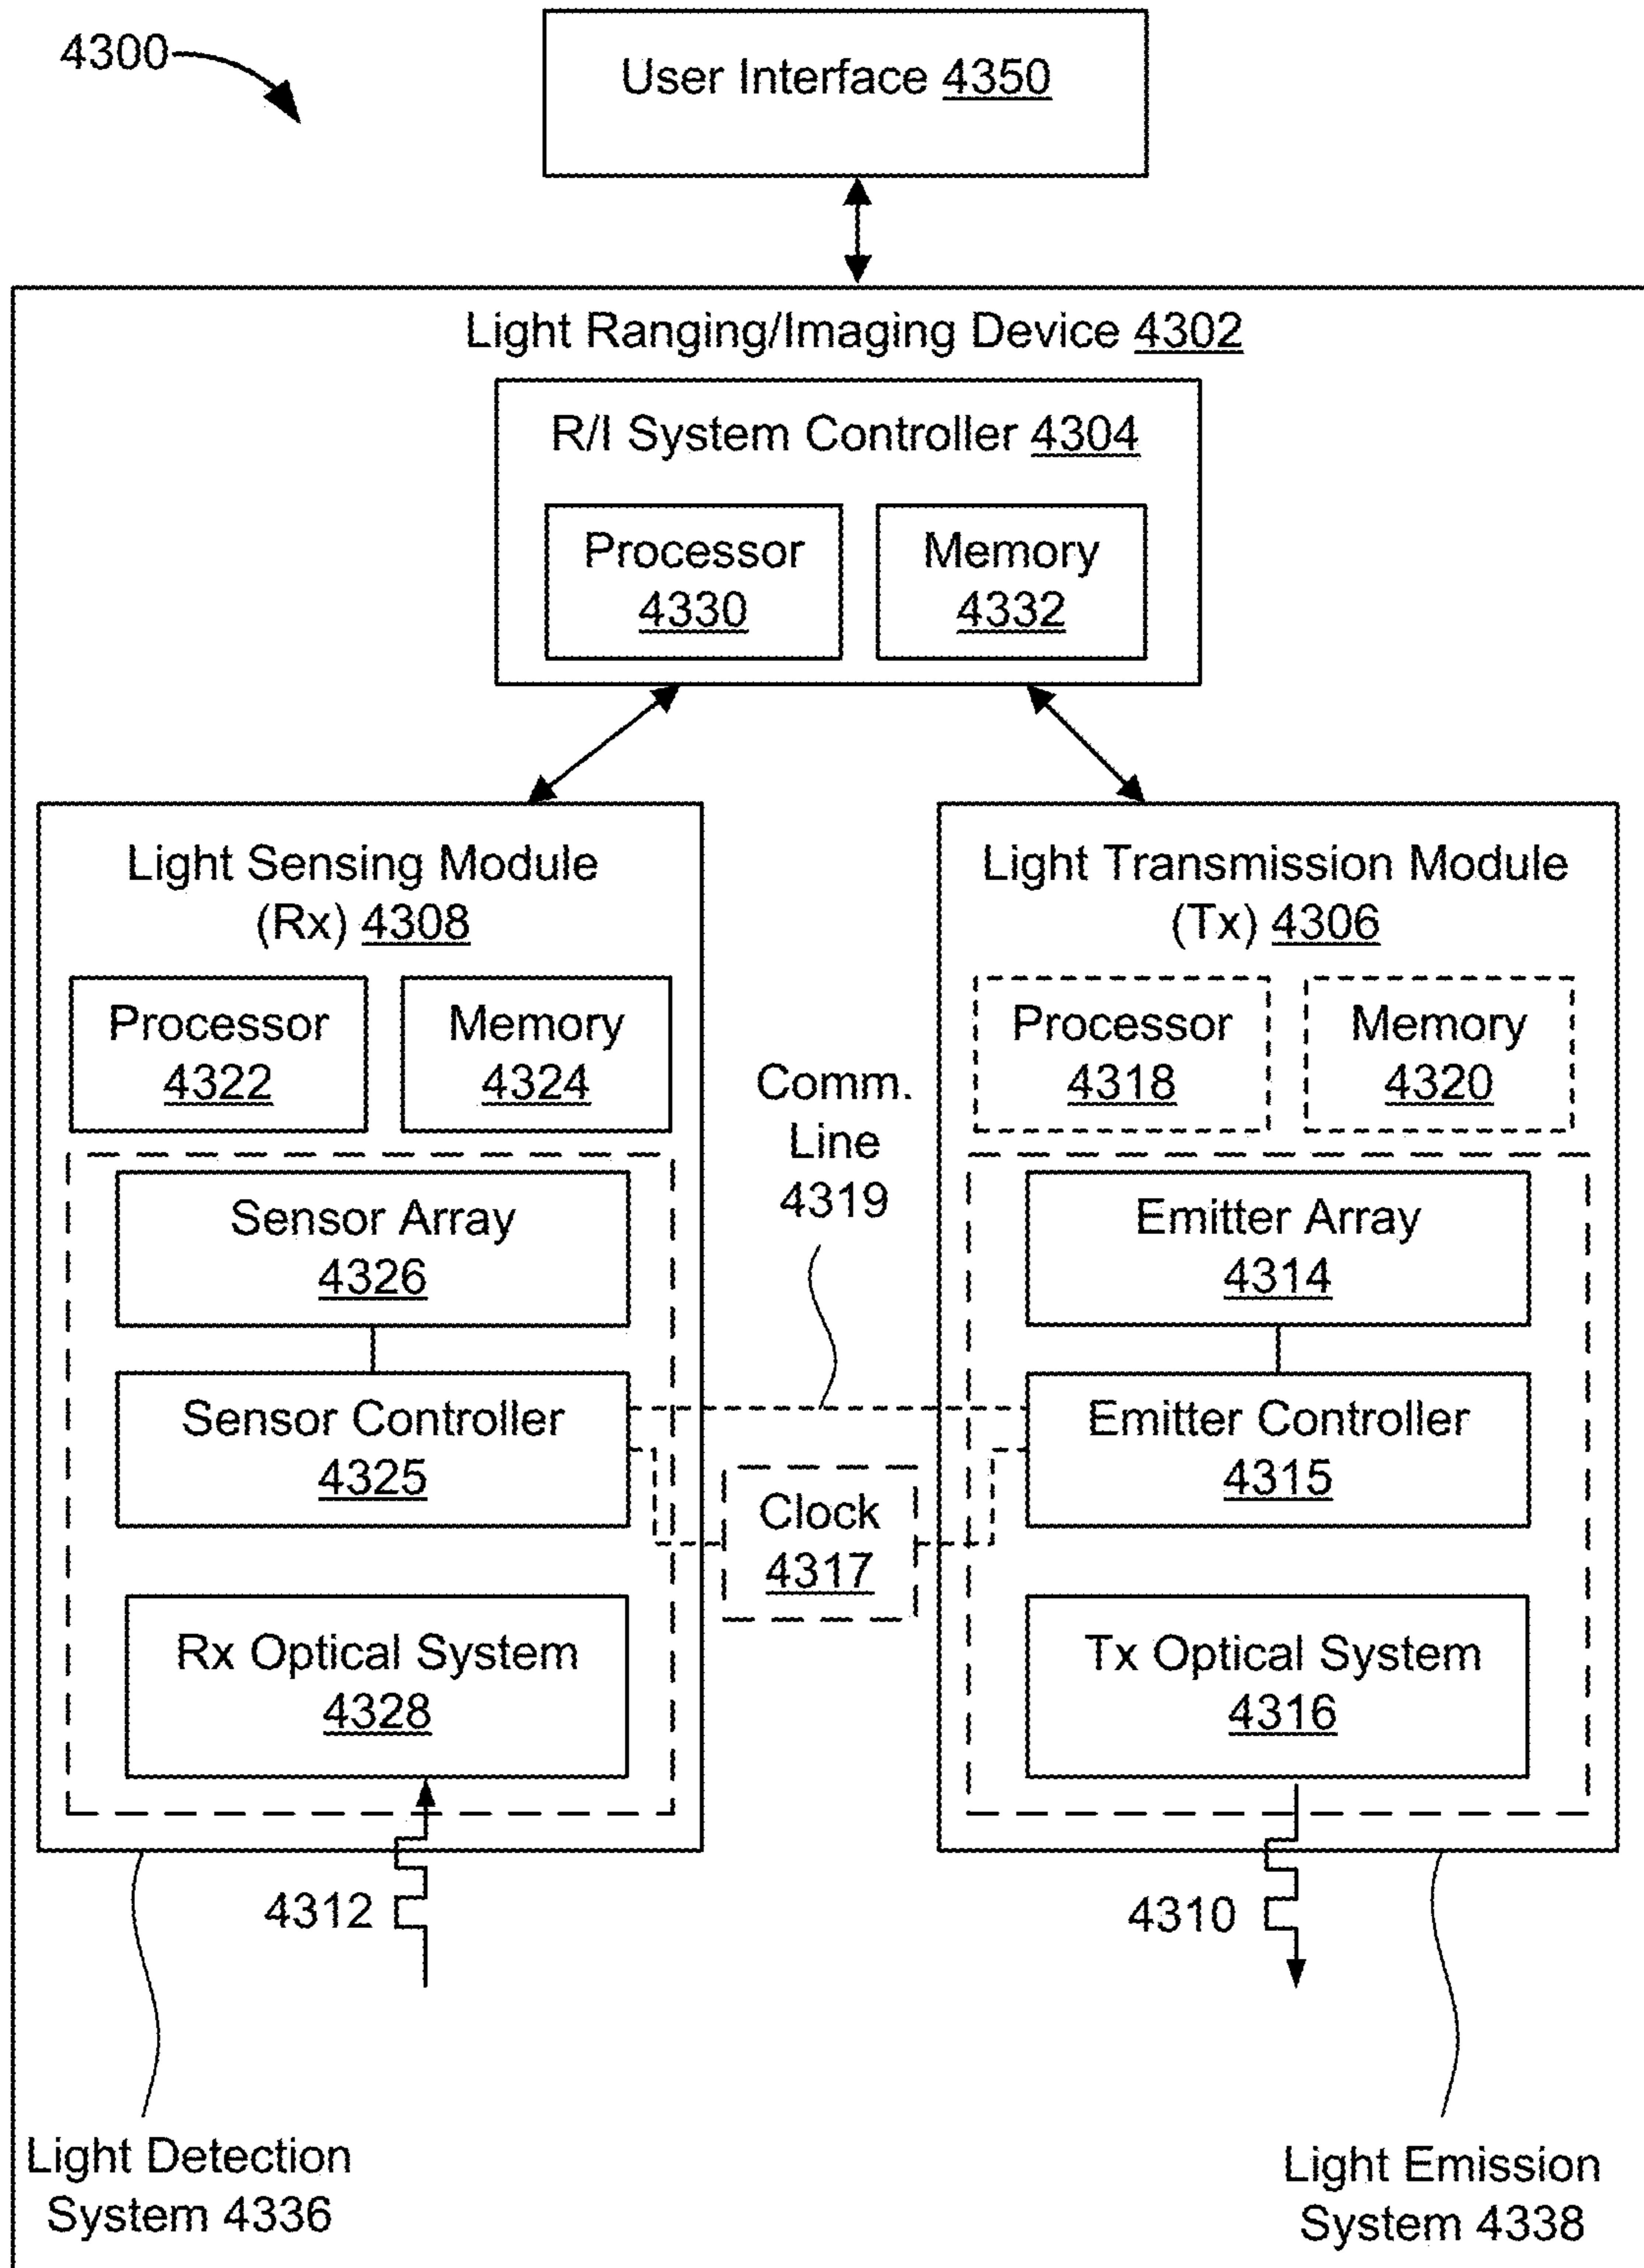 4300
User Interface 4350
Light Ranging/Imaging Device 4302
R/I System Controller 4304
Processor
4330
Memory
4332
Light Sensing Module
(Rx) 4308
Processor
4322
Memory
4324
Sensor Array
4326
Sensor Controller
4325
Rx Optical System
4328
4312
Comm.
Line
4319
Clock
4317
Light Transmission Module
(Tx) 4306
Processor
4318
Memory
4320
Emitter Array
4314
Emitter Controller
4315
Tx Optical System
4316
4310
Light Detection
System 4336
Light Emission
System 4338